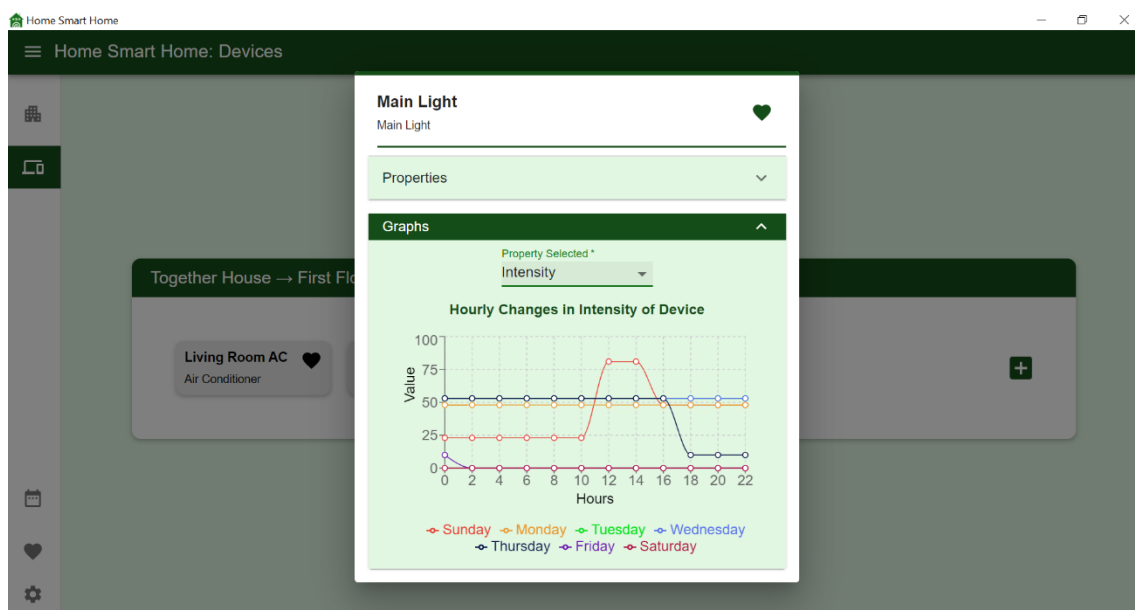 Home Smart Home
Home Smart Home: Devices
Main Light
Main Light
Properties
Graphs
Property Selected *
Intensity
Together House → First Flo
Hourly Changes in Intensity of Device
Living Room AC
Air Conditioner
Value
100
75
50
25
0
0 2 4 6 8 10 12 14 16 18 20 22
Hours
Sunday Monday Tuesday Wednesday
Thursday Friday Saturday